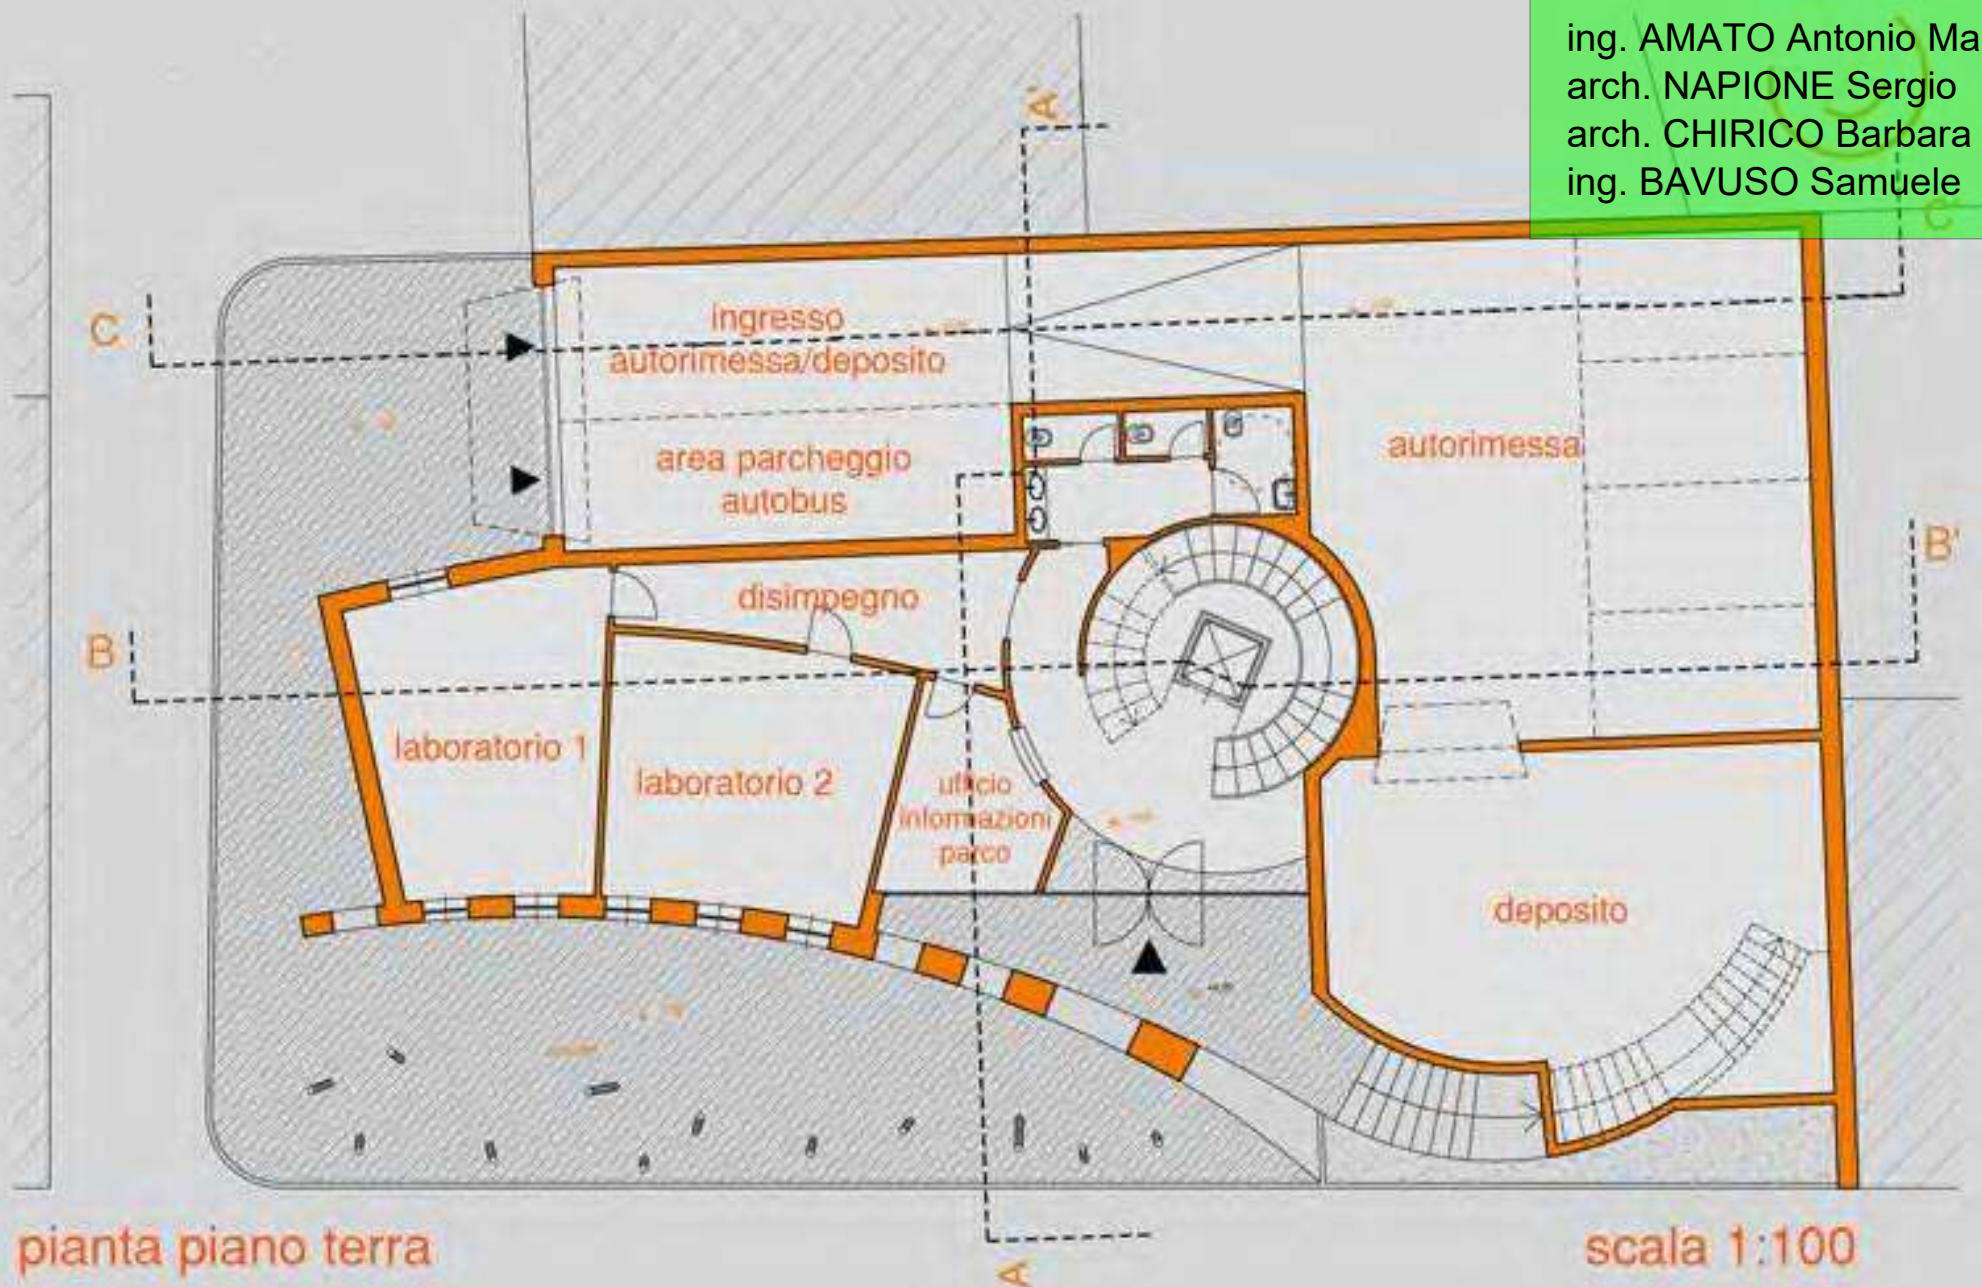 ing. AMATO Antonio Ma
arch. NAPIONE Sergio
arch. CHIRICO Barbara
ing. BAVUSO Samuele
A'
C'
C
ingresso
autorimessa/deposito
area parcheggio
autobus
autorimessa
B'
disimpegno
B
laboratorio 1
laboratorio 2
ufficio
informazioni
parco
deposito
pianta piano terra
scala 1:100
A